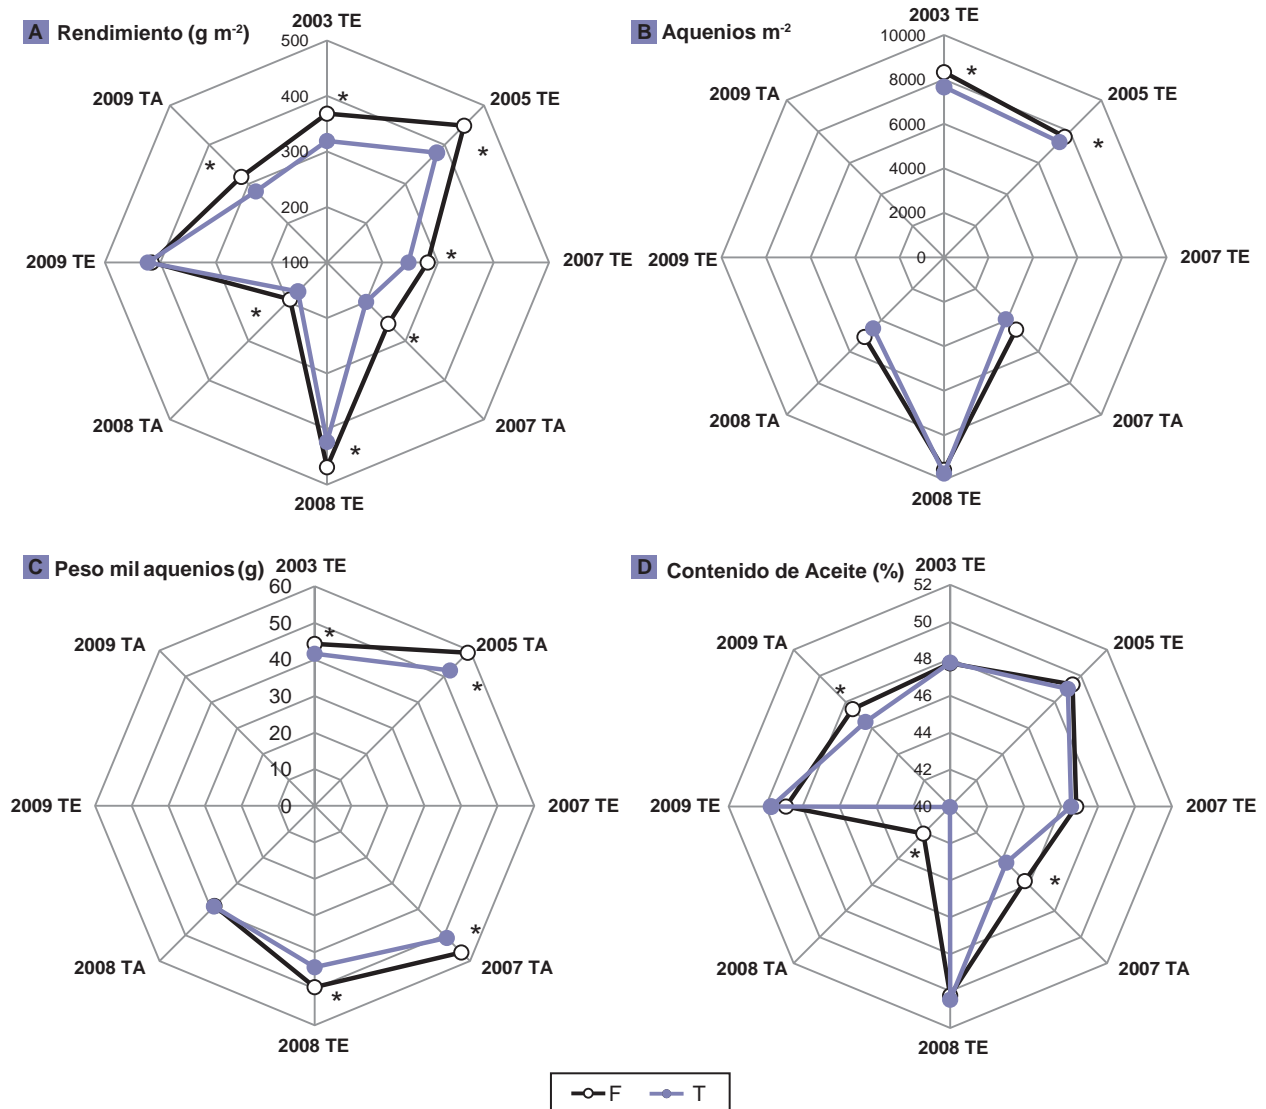 A Rendimiento (g m-2)
2003 TE
500
400
300
200
100
2005 TE
2007 TE
2007 TA
2008 TE
2008 TA
2009 TE
2009 TA
*
*
*
*
*
*
*
B Aquenios m-2
2003 TE
10000
8000
6000
4000
2000
0
2005 TE
2007 TA
2008 TE
2008 TA
2009 TE
2009 TA
*
*
C Peso mil aquenios (g)
2003 TE
60
50
40
30
20
10
0
2005 TA
2007 TE
2007 TA
2008 TE
2008 TA
2009 TE
2009 TA
*
*
*
*
D Contenido de Aceite (%)
2003 TE
52
50
48
46
44
42
40
2005 TE
2007 TE
2007 TA
2008 TE
2008 TA
2009 TE
2009 TA
*
*
*
F T